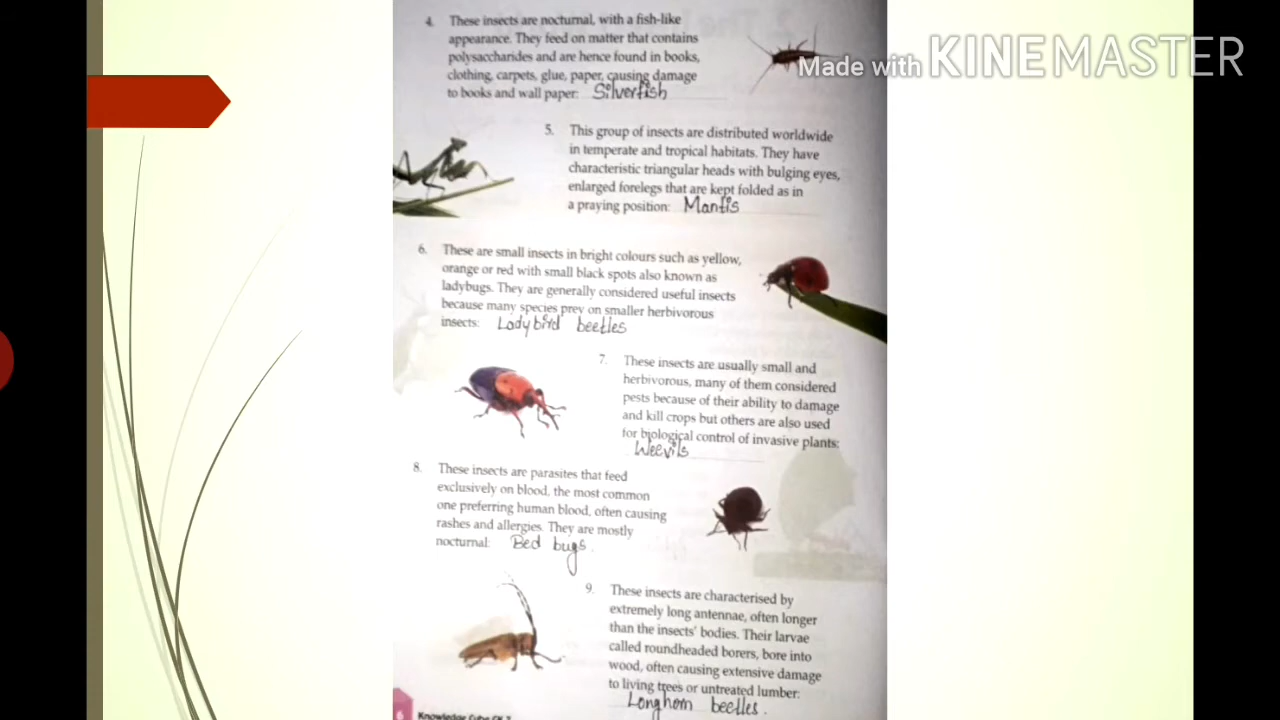 Made with KINEMASTER
4. These insects are nocturnal, with a fish-like
appearance. They feed on matter that contains
polysaccharides and are hence found in books,
clothing, carpets, glue, paper, causing damage
to books and wall paper: Silverfish
5. This group of insects are distributed worldwide
in temperate and tropical habitats. They have
characteristic triangular heads with bulging eyes,
enlarged forelegs that are kept folded as in
a praying position: Mantis
6. These are small insects in bright colours such as yellow,
orange or red with small black spots also known as
ladybugs. They are generally considered useful insects
because many species prey on smaller herbivorous
insects: Ladybird beetles
7. These insects are usually small and
herbivorous, many of them considered
pests because of their ability to damage
and kill crops but others are also used
for biological control of invasive plants:
Weevils
8. These insects are parasites that feed
exclusively on blood, the most common
one preferring human blood, often causing
rashes and allergies. They are mostly
nocturnal: Bed bugs.
9. These insects are characterised by
extremely long antennae, often longer
than the insects' bodies. Their larvae
called roundheaded borers, bore into
wood, often causing extensive damage
to living trees or untreated lumber:
Longhorn beetles.
6 Knowledge Cube GK 7